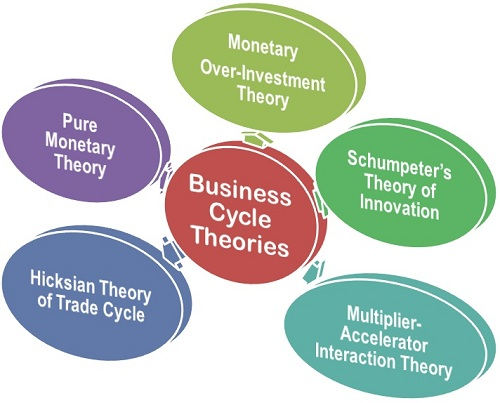 Monetary
Over-Investment
Theory
Pure
Monetary
Theory
Schumpeter's
Theory of
Innovation
Business
Cycle
Theories
Hicksian Theory
of Trade Cycle
Multiplier-
Accelerator
Interaction Theory